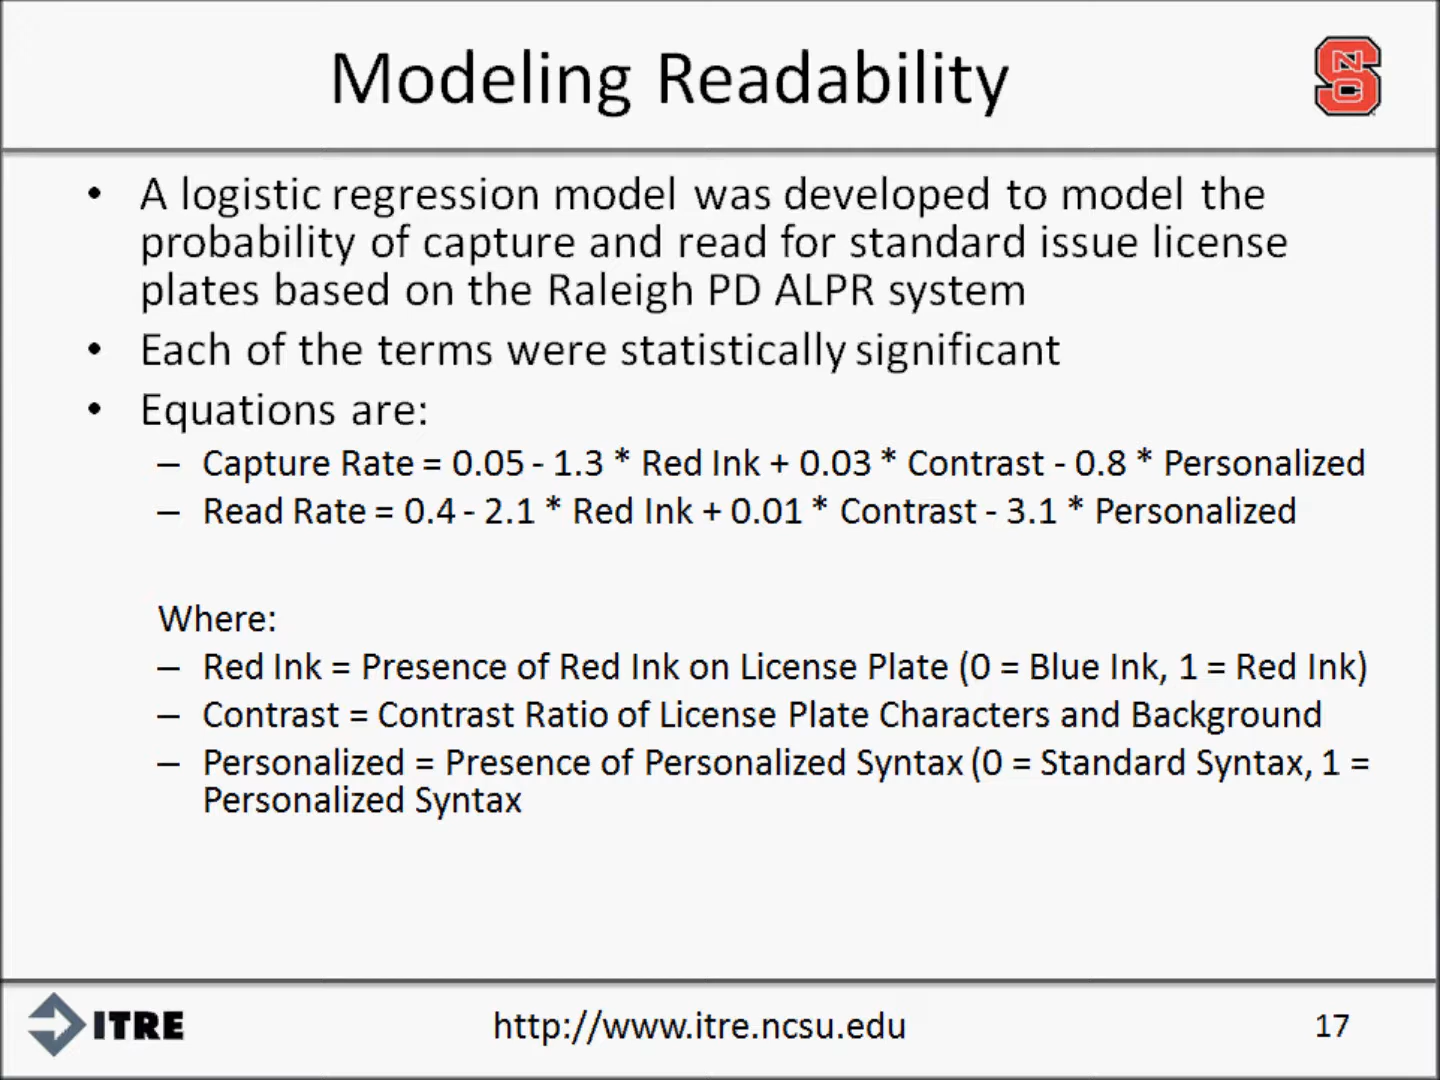 Modeling Readability
NC
S
• A logistic regression model was developed to model the
probability of capture and read for standard issue license
plates based on the Raleigh PD ALPR system
• Each of the terms were statistically significant
• Equations are:
– Capture Rate = 0.05 - 1.3 * Red Ink + 0.03 * Contrast - 0.8 * Personalized
– Read Rate = 0.4 - 2.1 * Red Ink + 0.01 * Contrast - 3.1 * Personalized
Where:
– Red Ink = Presence of Red Ink on License Plate (0 = Blue Ink, 1 = Red Ink)
– Contrast = Contrast Ratio of License Plate Characters and Background
– Personalized = Presence of Personalized Syntax (0 = Standard Syntax, 1 =
Personalized Syntax
ITRE
http://www.itre.ncsu.edu
17